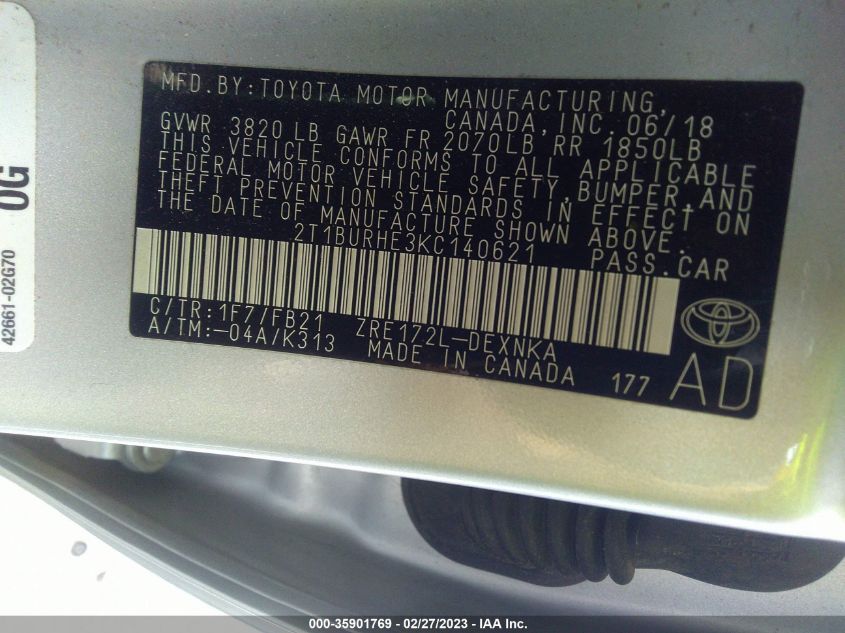 0G
42661-02G70
MFD.BY:TOYOTA MOTOR MANUFACTURING,
CANADA,INC.06/18
GVWR 3820 LB GAWR FR 2070LB RR 1850LB
THIS VEHICLE CONFORMS TO ALL APPLICABLE
FEDERAL MOTOR VEHICLE SAFETY,BUMPER,AND
THEFT PREVENTION STANDARDS IN EFFECT ON
THE DATE OF MANUFACTURE SHOWN ABOVE.
2T1BURHE3KC140621 PASS.CAR
C/TR:1F7/FB21 ZRE172L-DEXNKA
A/TM:-04A/K313 MADE IN CANADA 177 AD
000-35901769 - 02/27/2023 - IAA Inc.